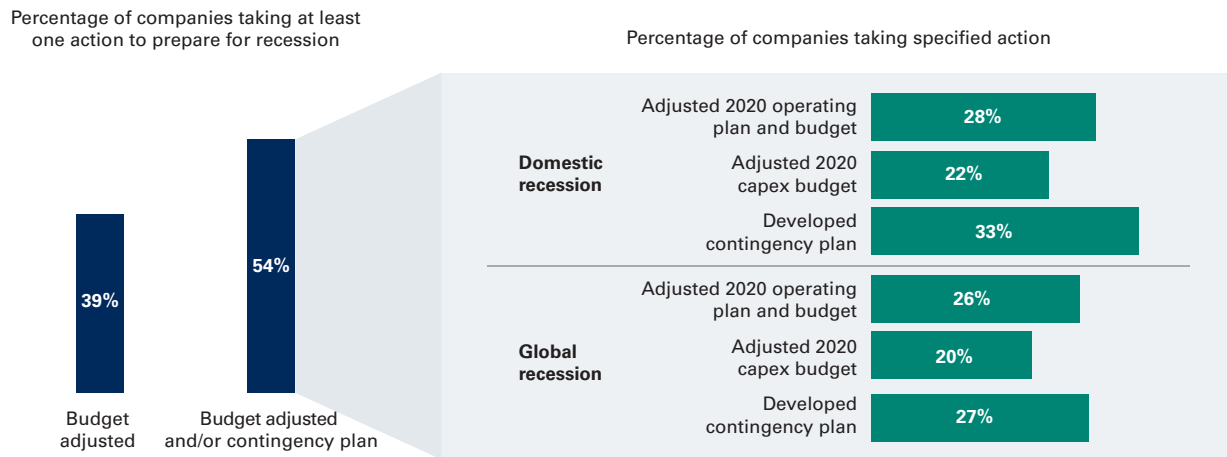 Percentage of companies taking at least
one action to prepare for recession
39%
54%
Budget
adjusted
Budget adjusted
and/or contingency plan
Percentage of companies taking specified action
Domestic
recession
Adjusted 2020 operating
plan and budget
28%
Adjusted 2020
capex budget
22%
Developed
contingency plan
33%
Global
recession
Adjusted 2020 operating
plan and budget
26%
Adjusted 2020
capex budget
20%
Developed
contingency plan
27%